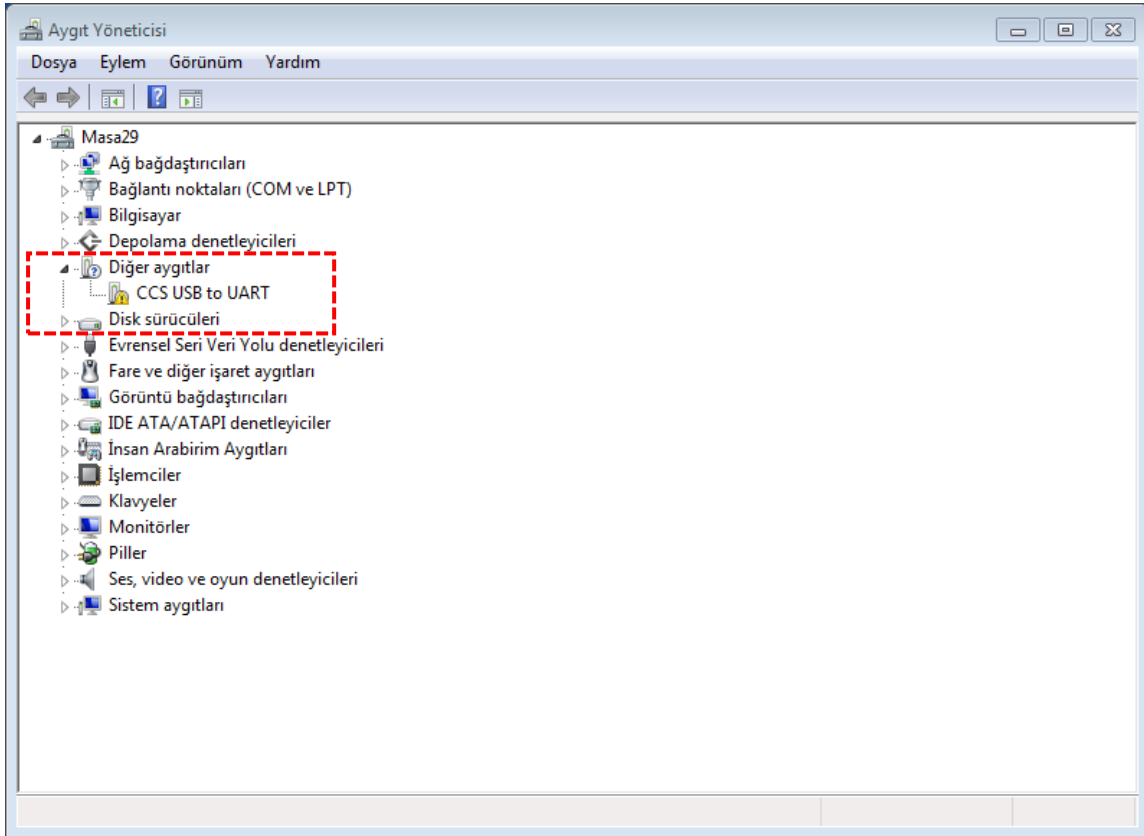 Aygıt Yöneticisi
Dosya Eylem Görünüm Yardım
Masa29
Ağ bağdaştırıcıları
Bağlantı noktaları (COM ve LPT)
Bilgisayar
Depolama denetleyicileri
Diğer aygıtlar
CCS USB to UART
Disk sürücüleri
Evrensel Seri Veri Yolu denetleyicileri
Fare ve diğer işaret aygıtları
Görüntü bağdaştırıcıları
IDE ATA/ATAPI denetleyiciler
İnsan Arabirim Aygıtları
İşlemciler
Klavyeler
Monitörler
Piller
Ses, video ve oyun denetleyicileri
Sistem aygıtları